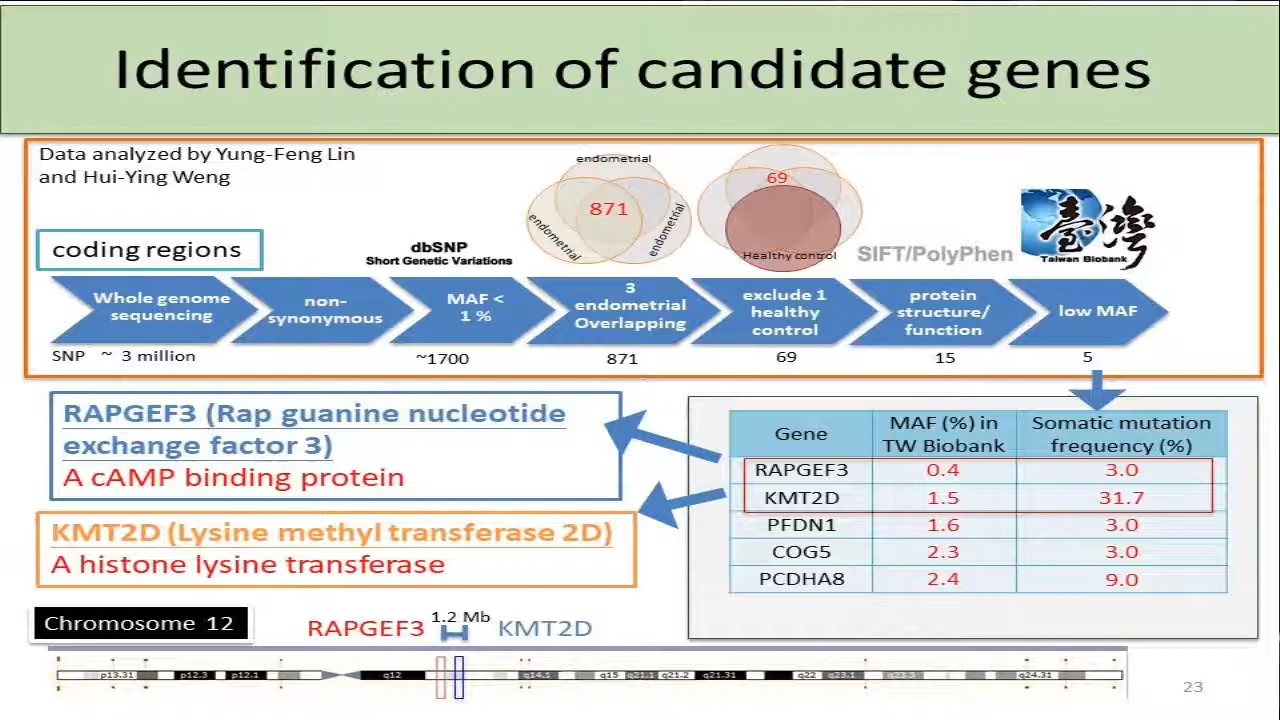 Identification of candidate genes
Data analyzed by Yung-Feng Lin
and Hui-Ying Weng
coding regions
dbSNP
Short Genetic Variations
endometrial
endometrial
endometrial
871
69
Healthy control
SIFT/PolyPhen
臺灣
Taiwan Biobank
Whole genome
sequencing
non-
synonymous
MAF <
1 %
3
endometrial
Overlapping
exclude 1
healthy
control
protein
structure/
function
low MAF
SNP ~ 3 million
~1700
871
69
15
5
RAPGEF3 (Rap guanine nucleotide
exchange factor 3)
A cAMP binding protein
KMT2D (Lysine methyl transferase 2D)
A histone lysine transferase
Gene
MAF (%) in
TW Biobank
Somatic mutation
frequency (%)
RAPGEF3 0.4 3.0
KMT2D 1.5 31.7
PFDN1 1.6 3.0
COG5 2.3 3.0
PCDHA8 2.4 9.0
Chromosome 12
RAPGEF3
1.2 Mb
KMT2D
p13.31 p12.3 p12.1 q12 q14.1 q15 q21.1 q21.2 q21.31 q22 q23.1 q23.3 q24.31
23